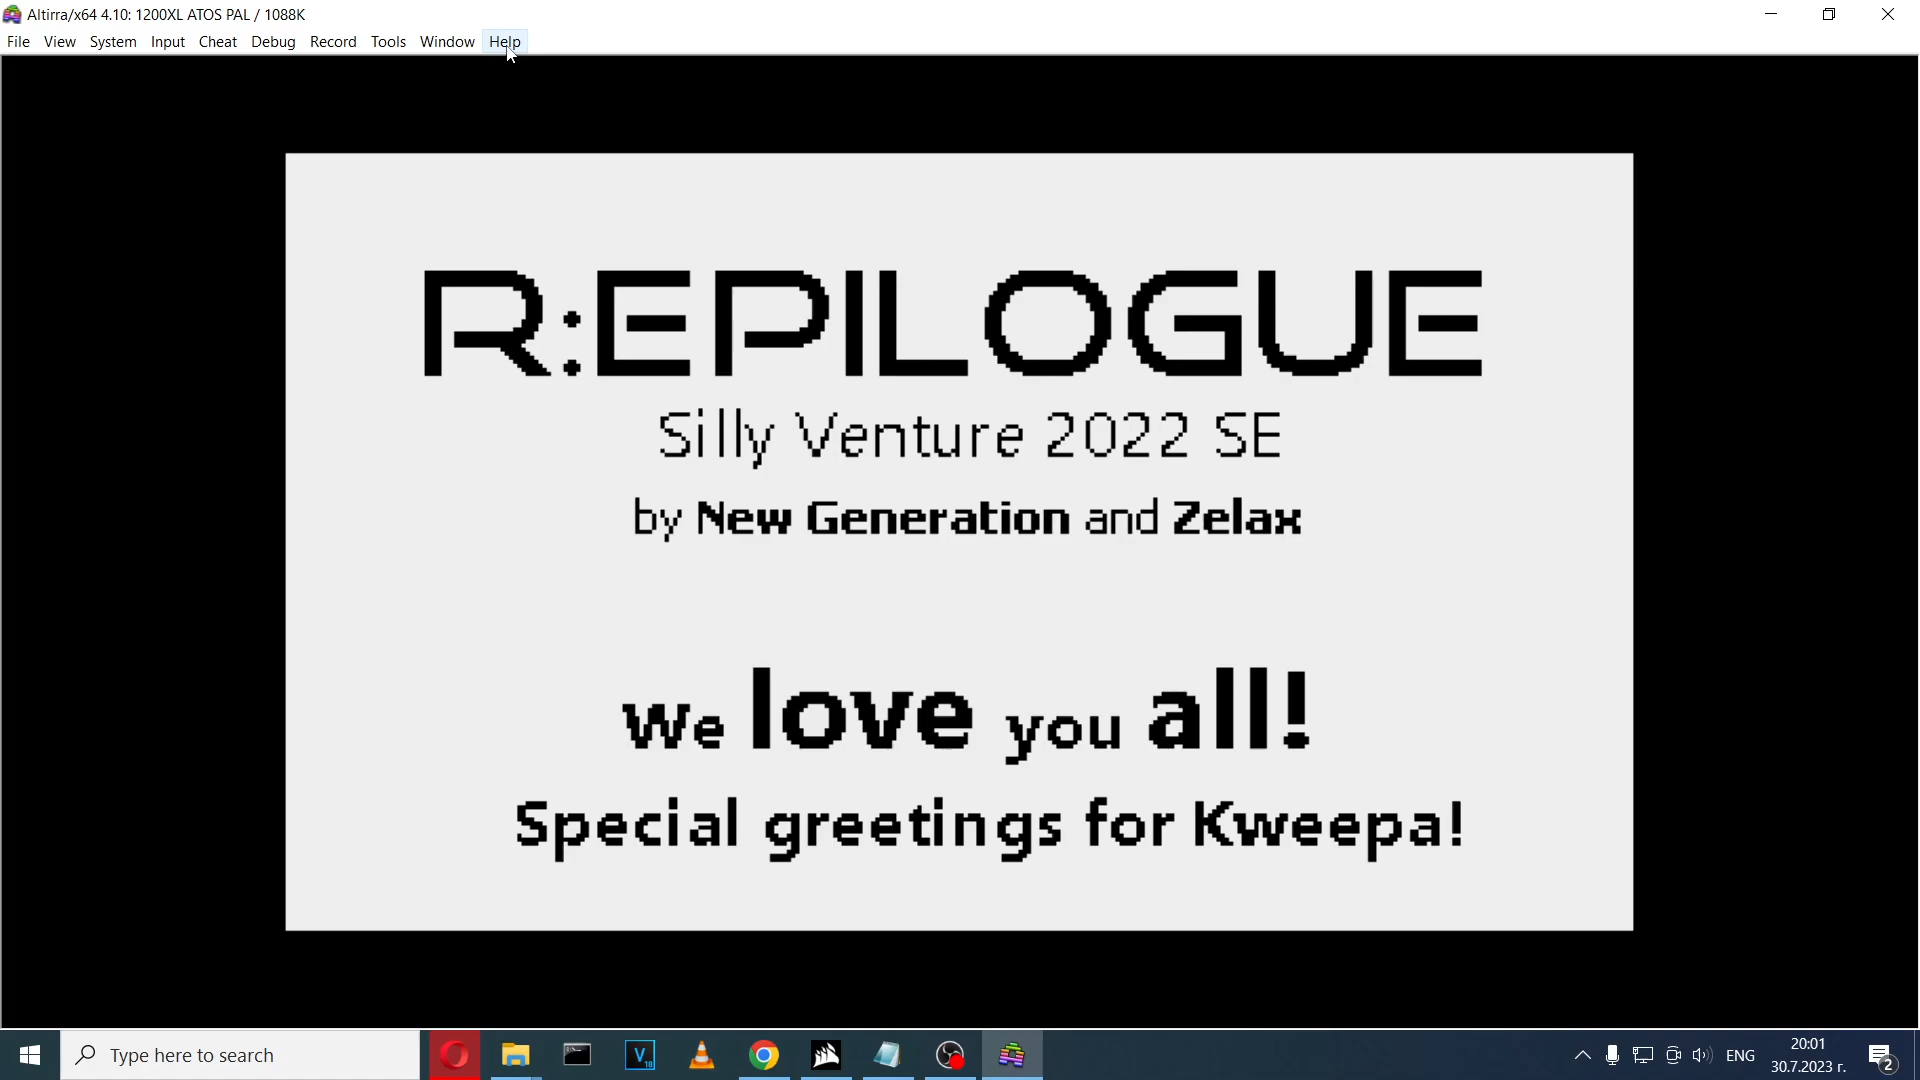 Altirra/x64 4.10: 1200XL ATOS PAL / 1088K
File View System Input Cheat Debug Record Tools Window Help
R:EPILOGUE
Silly Venture 2022 SE
by New Generation and Zelax
we love you all!
Special greetings for Kweepa!
Type here to search
V
18
ENG
20:01
30.7.2023 г.
2